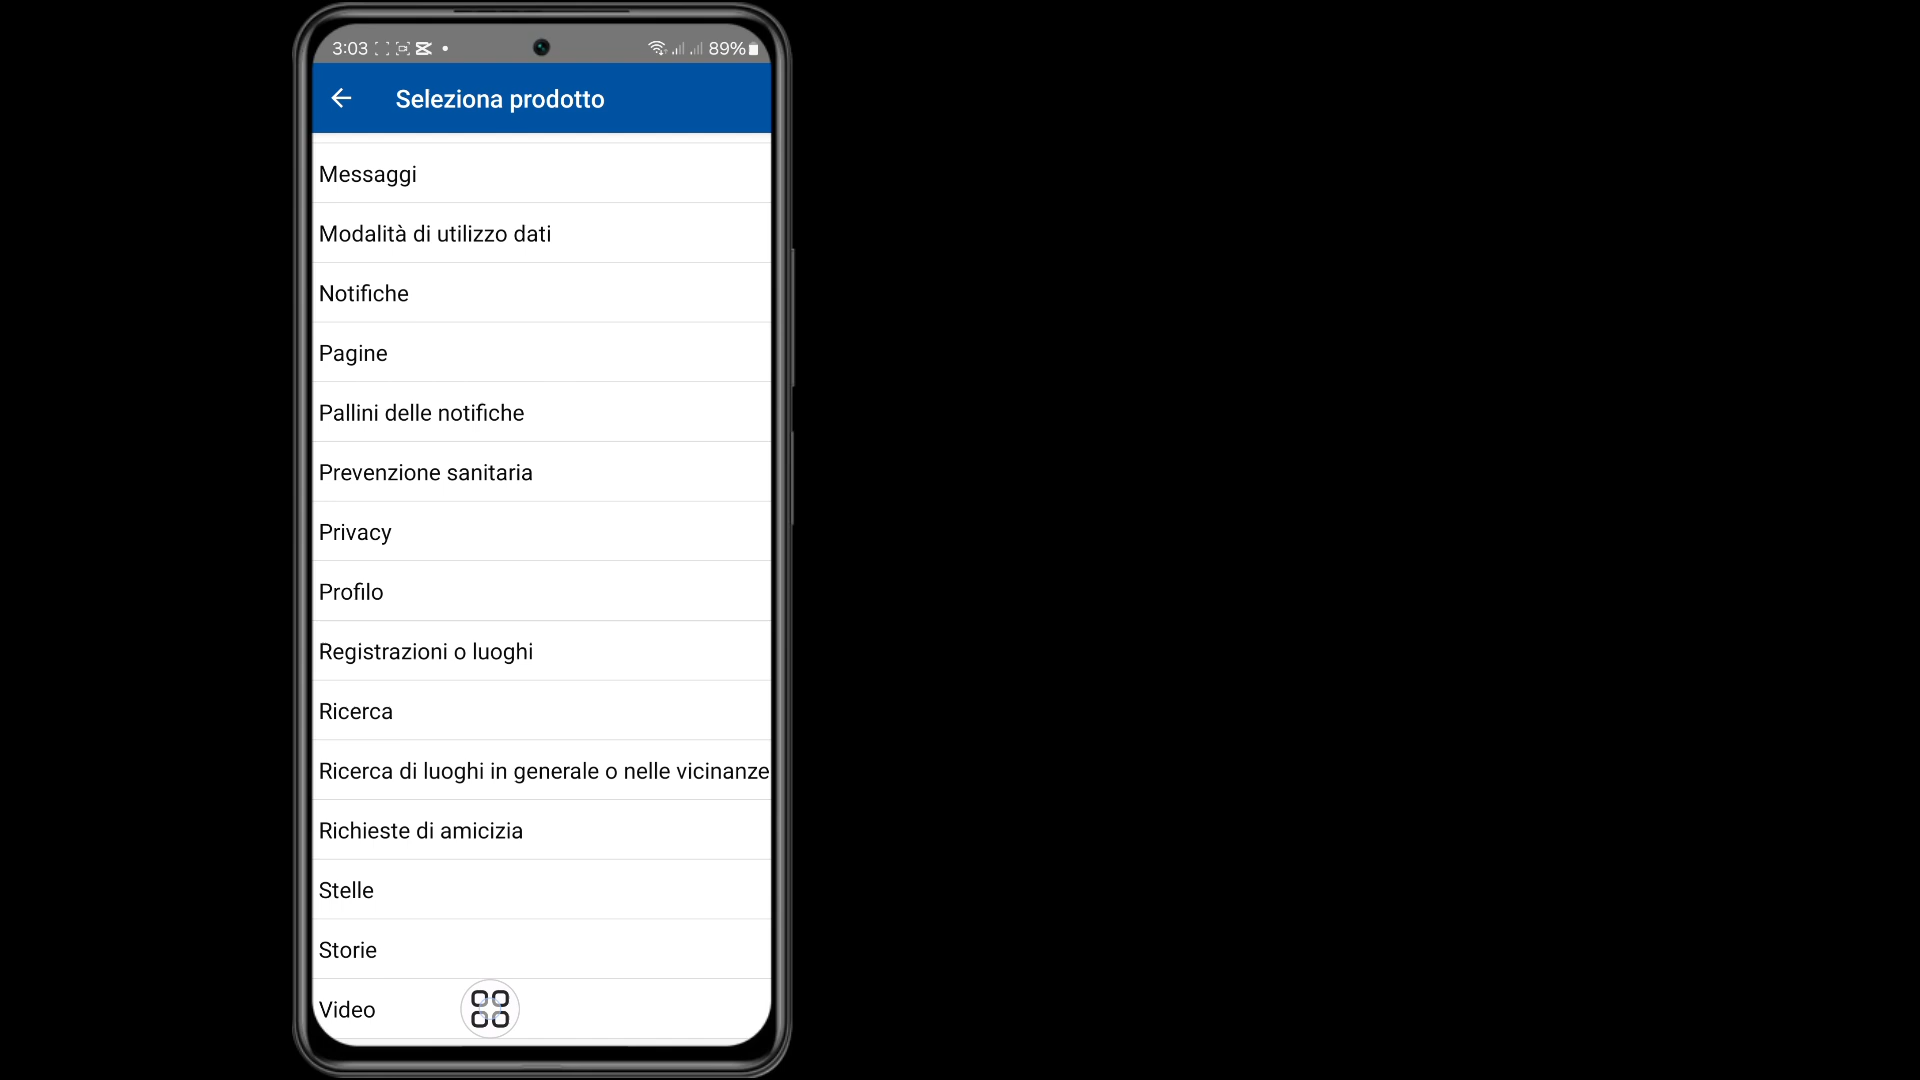 3:03
89%
Seleziona prodotto
Messaggi
Modalità di utilizzo dati
Notifiche
Pagine
Pallini delle notifiche
Prevenzione sanitaria
Privacy
Profilo
Registrazioni o luoghi
Ricerca
Ricerca di luoghi in generale o nelle vicinanze
Richieste di amicizia
Stelle
Storie
Video